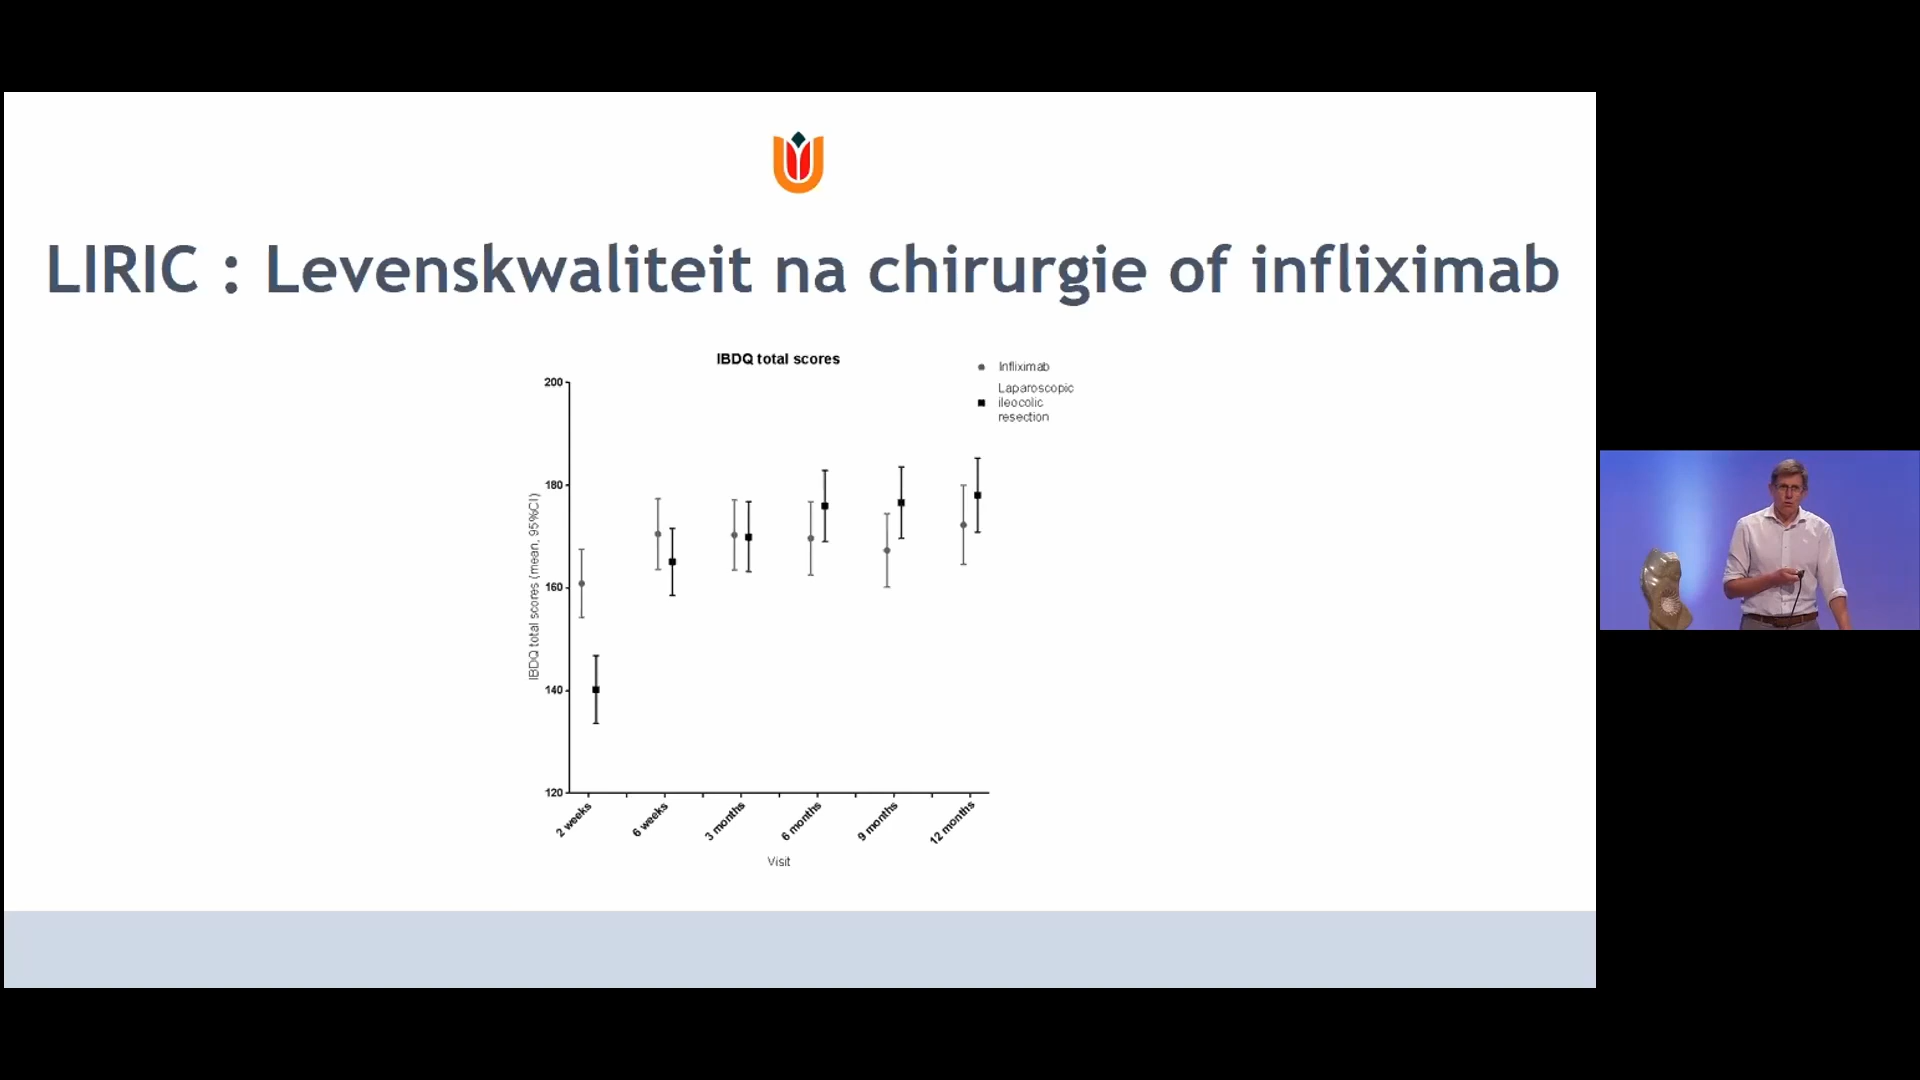 LIRIC : Levenskwaliteit na chirurgie of infliximab
IBDQ total scores
Infliximab
Laparoscopic
ileocolic
resection
IBDQ total scores (mean, 95%CI)
200
180
160
140
120
2 weeks
6 weeks
3 months
6 months
9 months
12 months
Visit